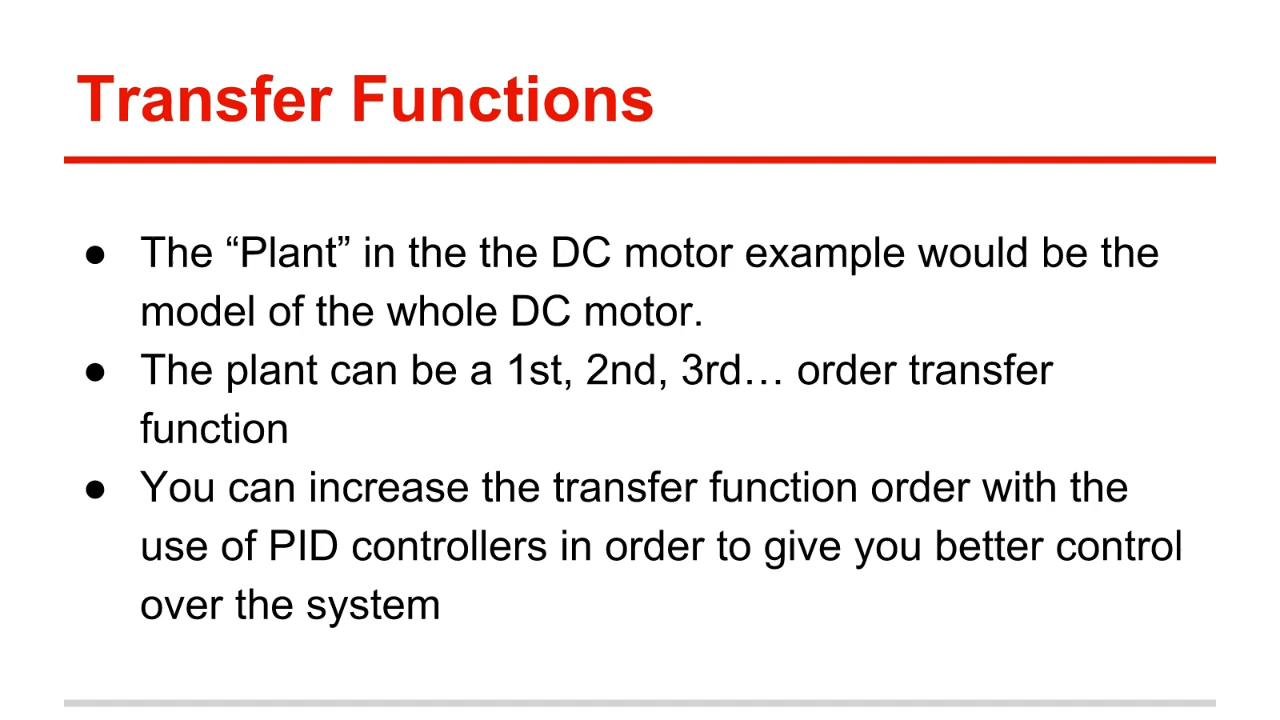 Transfer Functions
● The “Plant” in the the DC motor example would be the
model of the whole DC motor.
● The plant can be a 1st, 2nd, 3rd… order transfer
function
● You can increase the transfer function order with the
use of PID controllers in order to give you better control
over the system